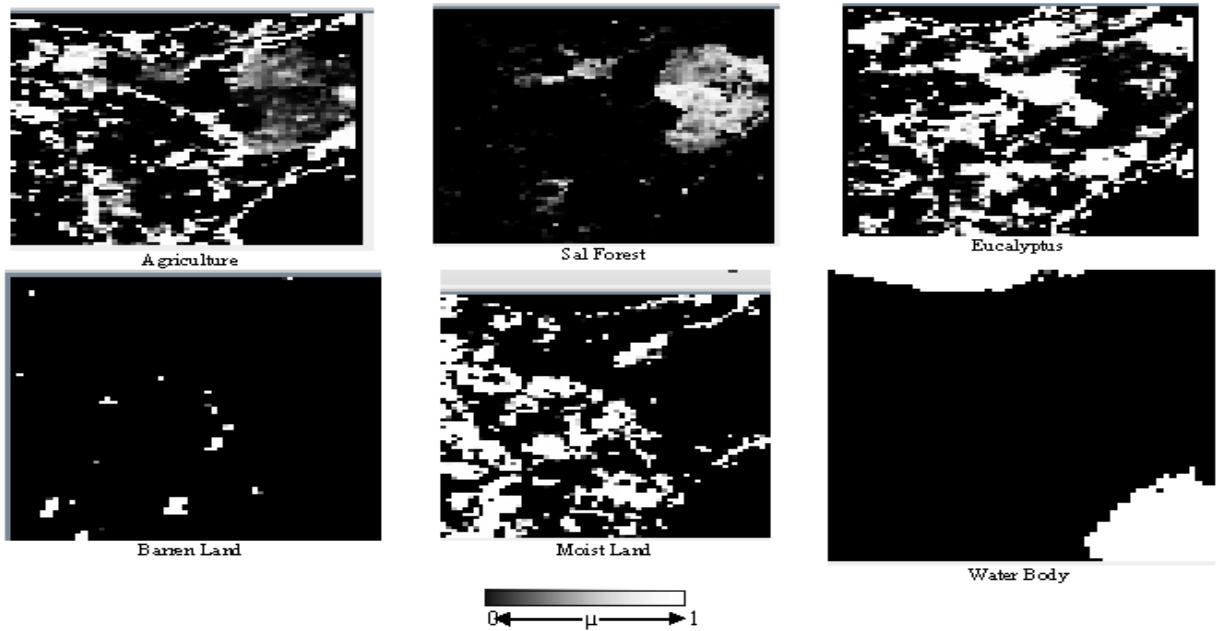 Agriculture
Sal Forest
Eucalyptus
Barren Land
Moist Land
Water Body
0 μ 1